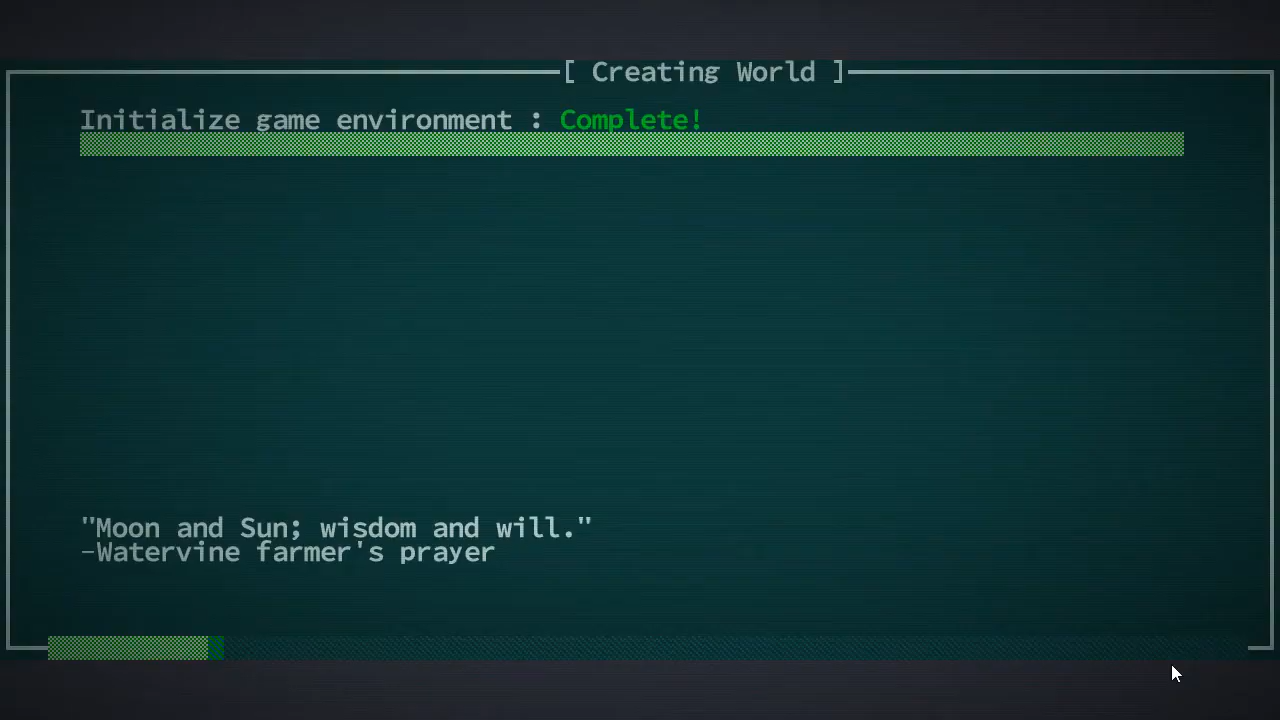 [ Creating World ]
Initialize game environment : Complete!
"Moon and Sun; wisdom and will."
-Watervine farmer's prayer